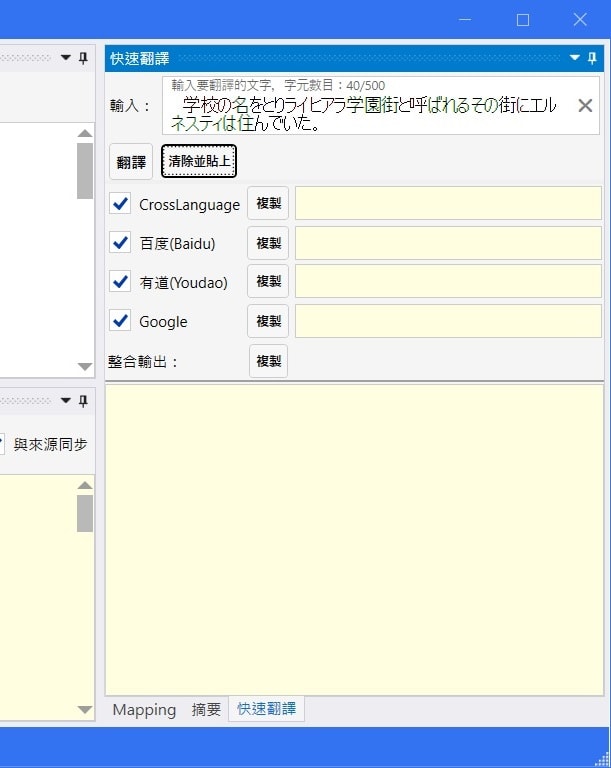 快速翻譯
輸入要翻譯的文字，字元數目：40/500
輸入：
学校の名をとりライヒアラ学園街と呼ばれるその街にエル
ネスティは住んでいた。
翻譯 清除並貼上
CrossLanguage 複製
百度(Baidu) 複製
有道(Youdao) 複製
Google 複製
整合輸出： 複製
與來源同步
Mapping 摘要 快速翻譯